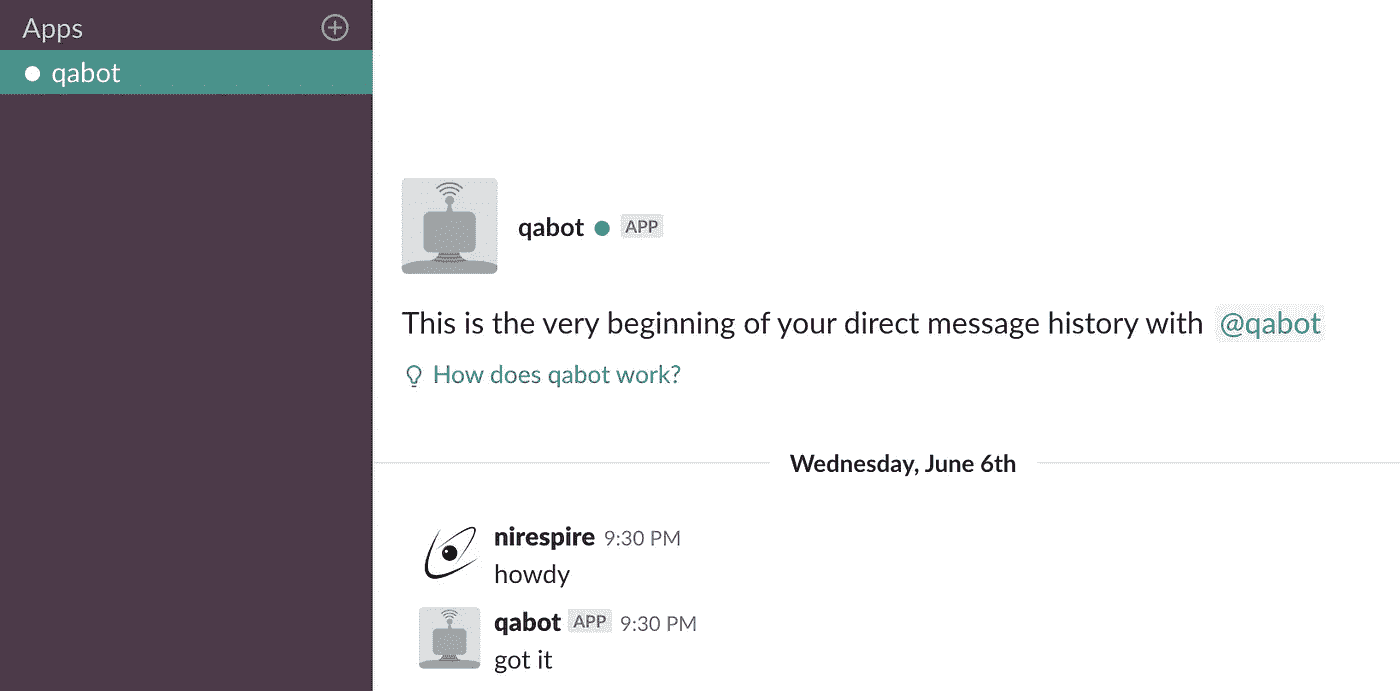 Apps
qabot
qabot APP
This is the very beginning of your direct message history with @qabot
How does qabot work?
Wednesday, June 6th
nirespire 9:30 PM
howdy
qabot APP 9:30 PM
got it